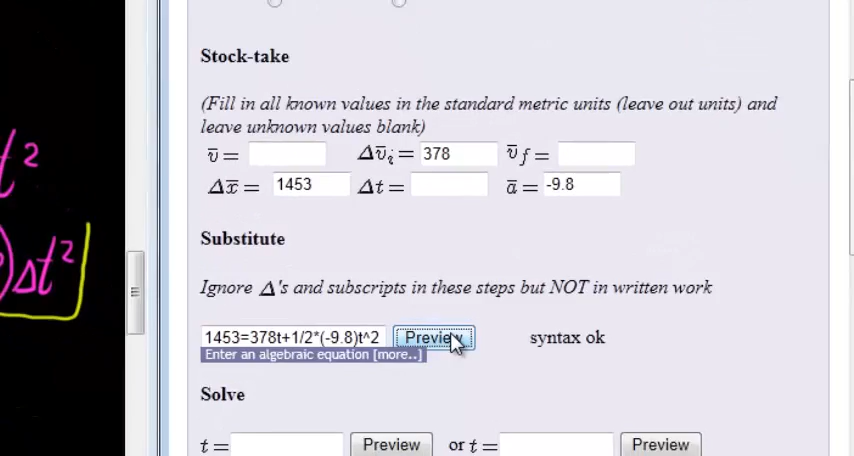 Stock-take
(Fill in all known values in the standard metric units (leave out units) and
leave unknown values blank)
v̄ = Δv̄ᵢ = 378 v̄_f =
Δx̄ = 1453 Δt = ā = -9.8
t²
)Δt²
Substitute
Ignore Δ's and subscripts in these steps but NOT in written work
1453=378t+1/2*(-9.8)t^2 Preview syntax ok
Enter an algebraic equation [more..]
Solve
t = Preview or t = Preview